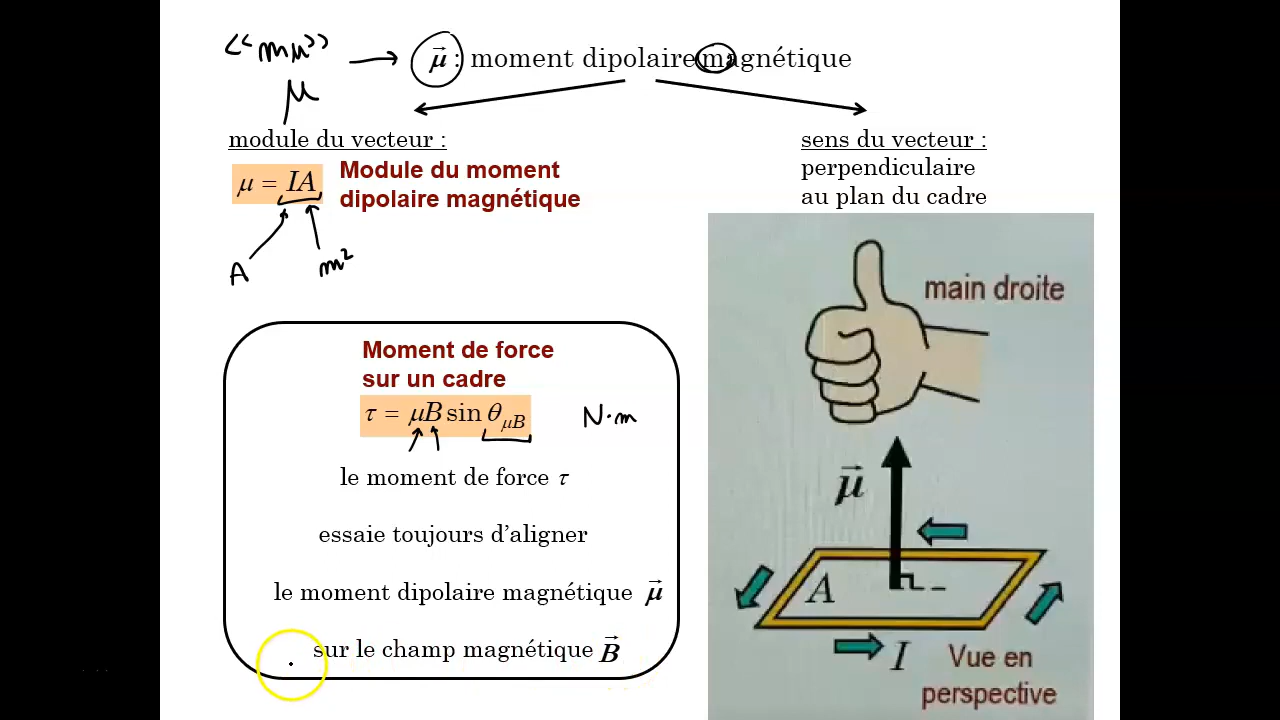 «mμ»
μ
μ⃗ : moment dipolaire magnétique
module du vecteur :
μ = IA
Module du moment
dipolaire magnétique
A
m²
sens du vecteur :
perpendiculaire
au plan du cadre
Moment de force
sur un cadre
τ = μB sin θ_μB
N·m
le moment de force τ
essaie toujours d'aligner
le moment dipolaire magnétique μ⃗
sur le champ magnétique B⃗
main droite
μ⃗
A
I
Vue en
perspective